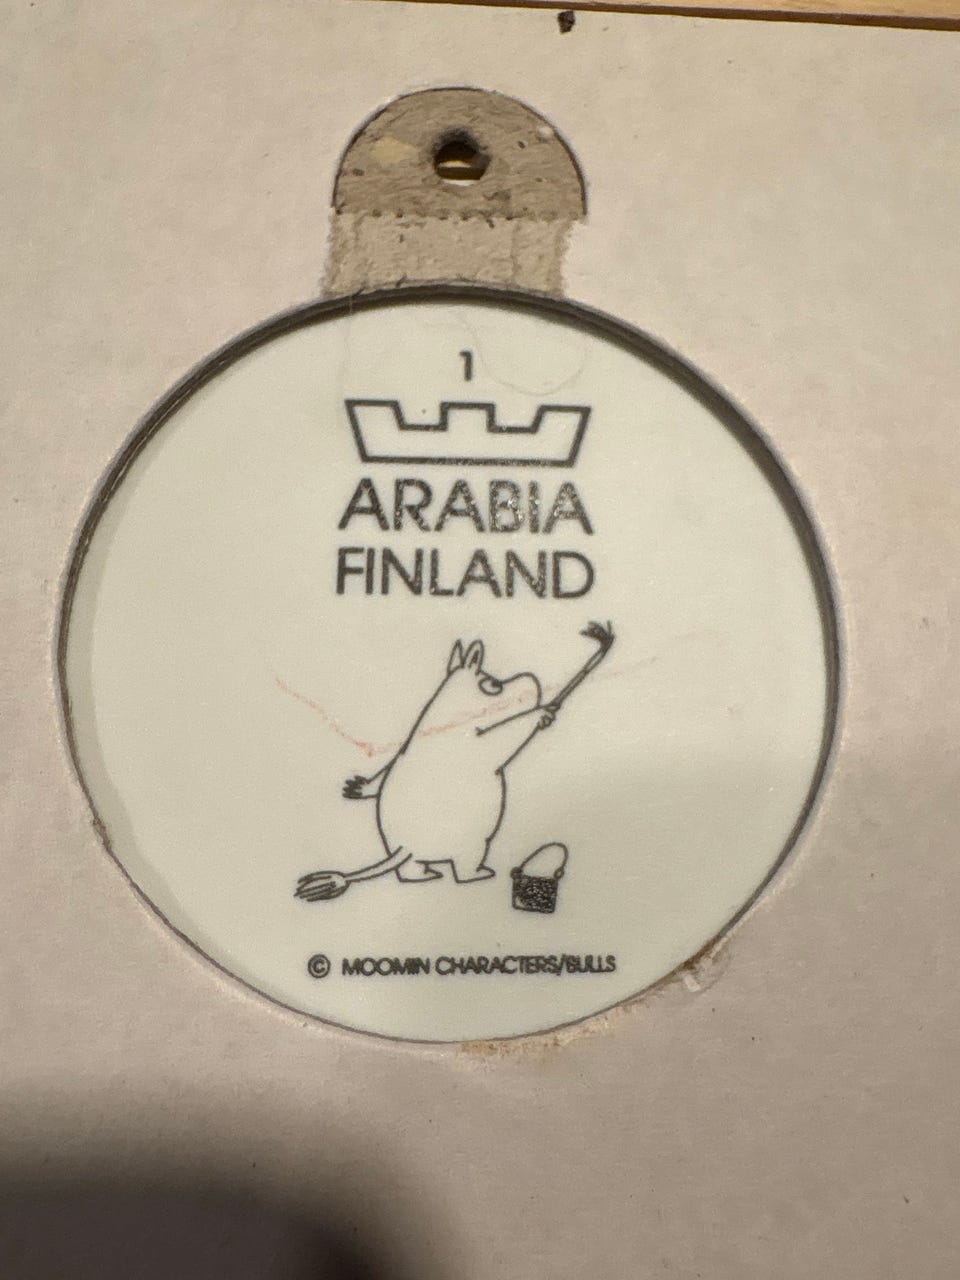 1
ARABIA
FINLAND
© MOOMIN CHARACTERS/BULLS